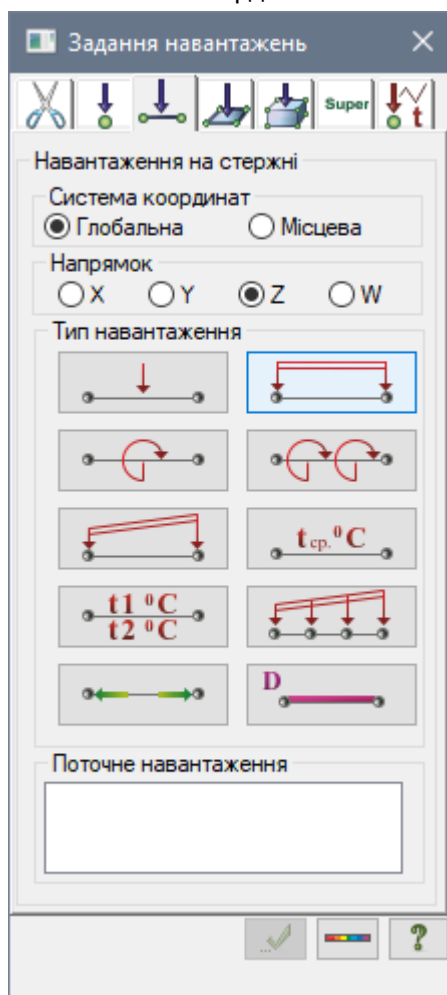 Задання навантажень
Super
t
Навантаження на стержні
Система координат
Глобальна Місцева
Напрямок
X Y Z W
Тип навантаження
t ср. ⁰C
t1 ⁰C
t2 ⁰C
D
Поточне навантаження
?